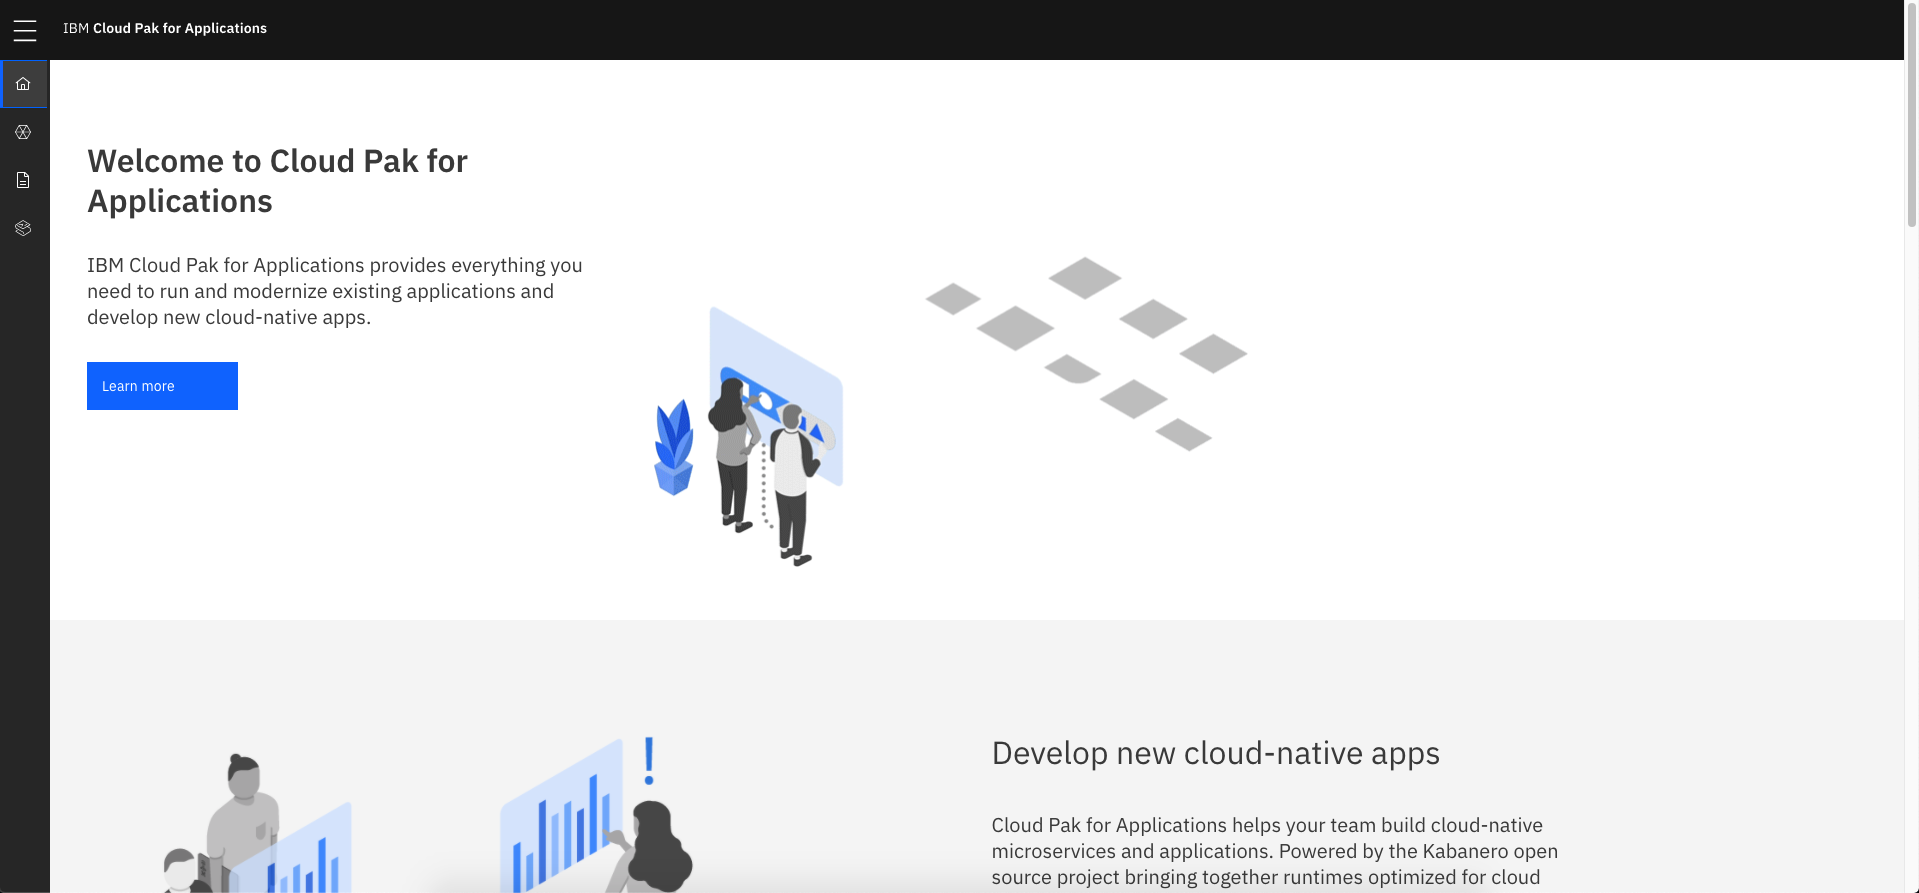 IBM Cloud Pak for Applications
Welcome to Cloud Pak for
Applications
IBM Cloud Pak for Applications provides everything you
need to run and modernize existing applications and
develop new cloud-native apps.
Learn more
Develop new cloud-native apps
Cloud Pak for Applications helps your team build cloud-native
microservices and applications. Powered by the Kabanero open
source project bringing together runtimes optimized for cloud